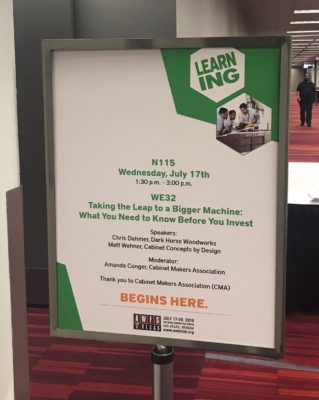 LEARN
ING
N115
Wednesday, July 17th
1:30 p.m. - 3:00 p.m.
WE32
Taking the Leap to a Bigger Machine:
What You Need to Know Before You Invest
Speakers:
Chris Dehmer, Dark Horse Woodworks
Matt Wehner, Cabinet Concepts by Design
Moderator:
Amanda Conger, Cabinet Makers Association
Thank you to Cabinet Makers Association (CMA)
BEGINS HERE.
AWFS
JULY 17-20, 2019
LAS VEGAS, NEVADA
www.awfsfair.org